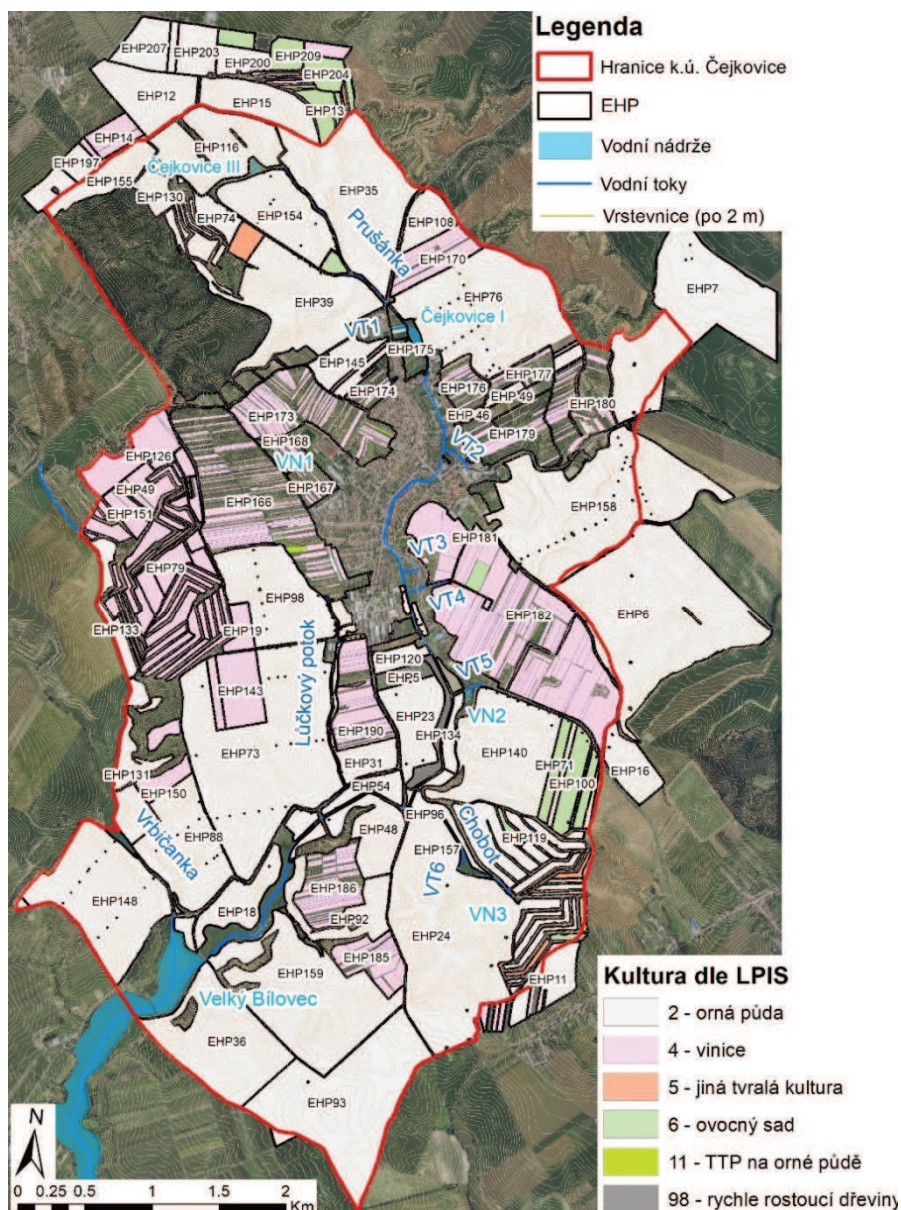 Legenda
Hranice k.ú. Čejkovice
EHP
Vodní nádrže
Vodní toky
Vrstevnice (po 2 m)
EHP207
EHP203
EHP200
EHP209
EHP204
EHP12
EHP15
EHP13
EHP14
EHP116
EHP197
Čejkovice III
EHP155
EHP130
EHP74
EHP154
EHP35
Prušánka
EHP108
EHP170
EHP7
EHP39
EHP76
VT1
Čejkovice I
EHP175
EHP145
EHP174
EHP176
EHP177
EHP49
EHP180
EHP173
EHP46
EHP168
VT2
EHP179
VN1
EHP126
EHP49
EHP167
EHP151
EHP166
EHP158
EHP181
VT3
EHP79
EHP98
VT4
EHP182
EHP6
EHP133
EHP19
EHP120
VT5
EHP5
EHP143
Lúčkový potok
VN2
EHP23
EHP190
EHP134
EHP73
EHP140
EHP71
EHP16
EHP31
EHP100
EHP131
EHP54
EHP150
EHP96
EHP48
Chobot
EHP119
EHP88
Vrbičanka
EHP157
VT6
EHP186
EHP148
EHP18
EHP92
VN3
EHP24
EHP185
EHP159
EHP11
Velký Bílovec
EHP36
EHP93
Kultura dle LPIS
2 - orná půda
4 - vinice
5 - jiná tvralá kultura
6 - ovocný sad
11 - TTP na orné půdě
98 - rychle rostoucí dřeviny
N
0 0.25 0.5 1 1.5 2
Km